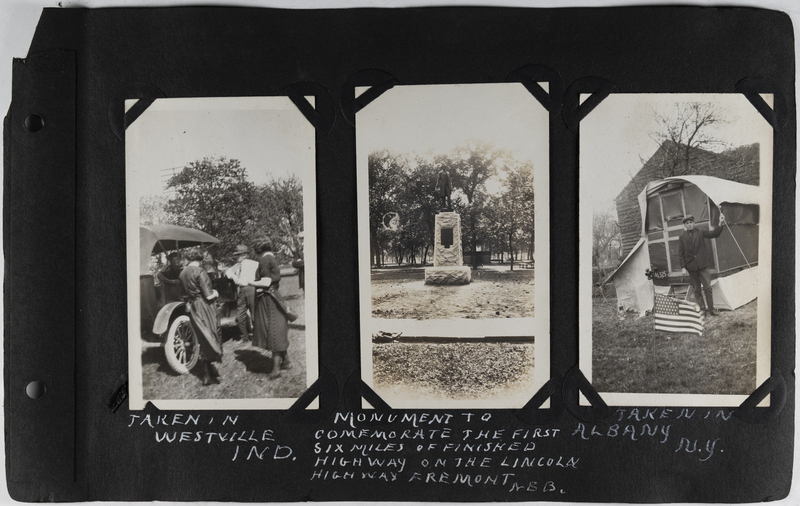 TAKEN IN
WESTVILLE
IND.
MONUMENT TO
COMEMORATE THE FIRST
SIX MILES OF FINISHED
HIGHWAY ON THE LINCOLN
HIGHWAY FREMONT
NEB.
TAKEN IN
ALBANY
N.Y.